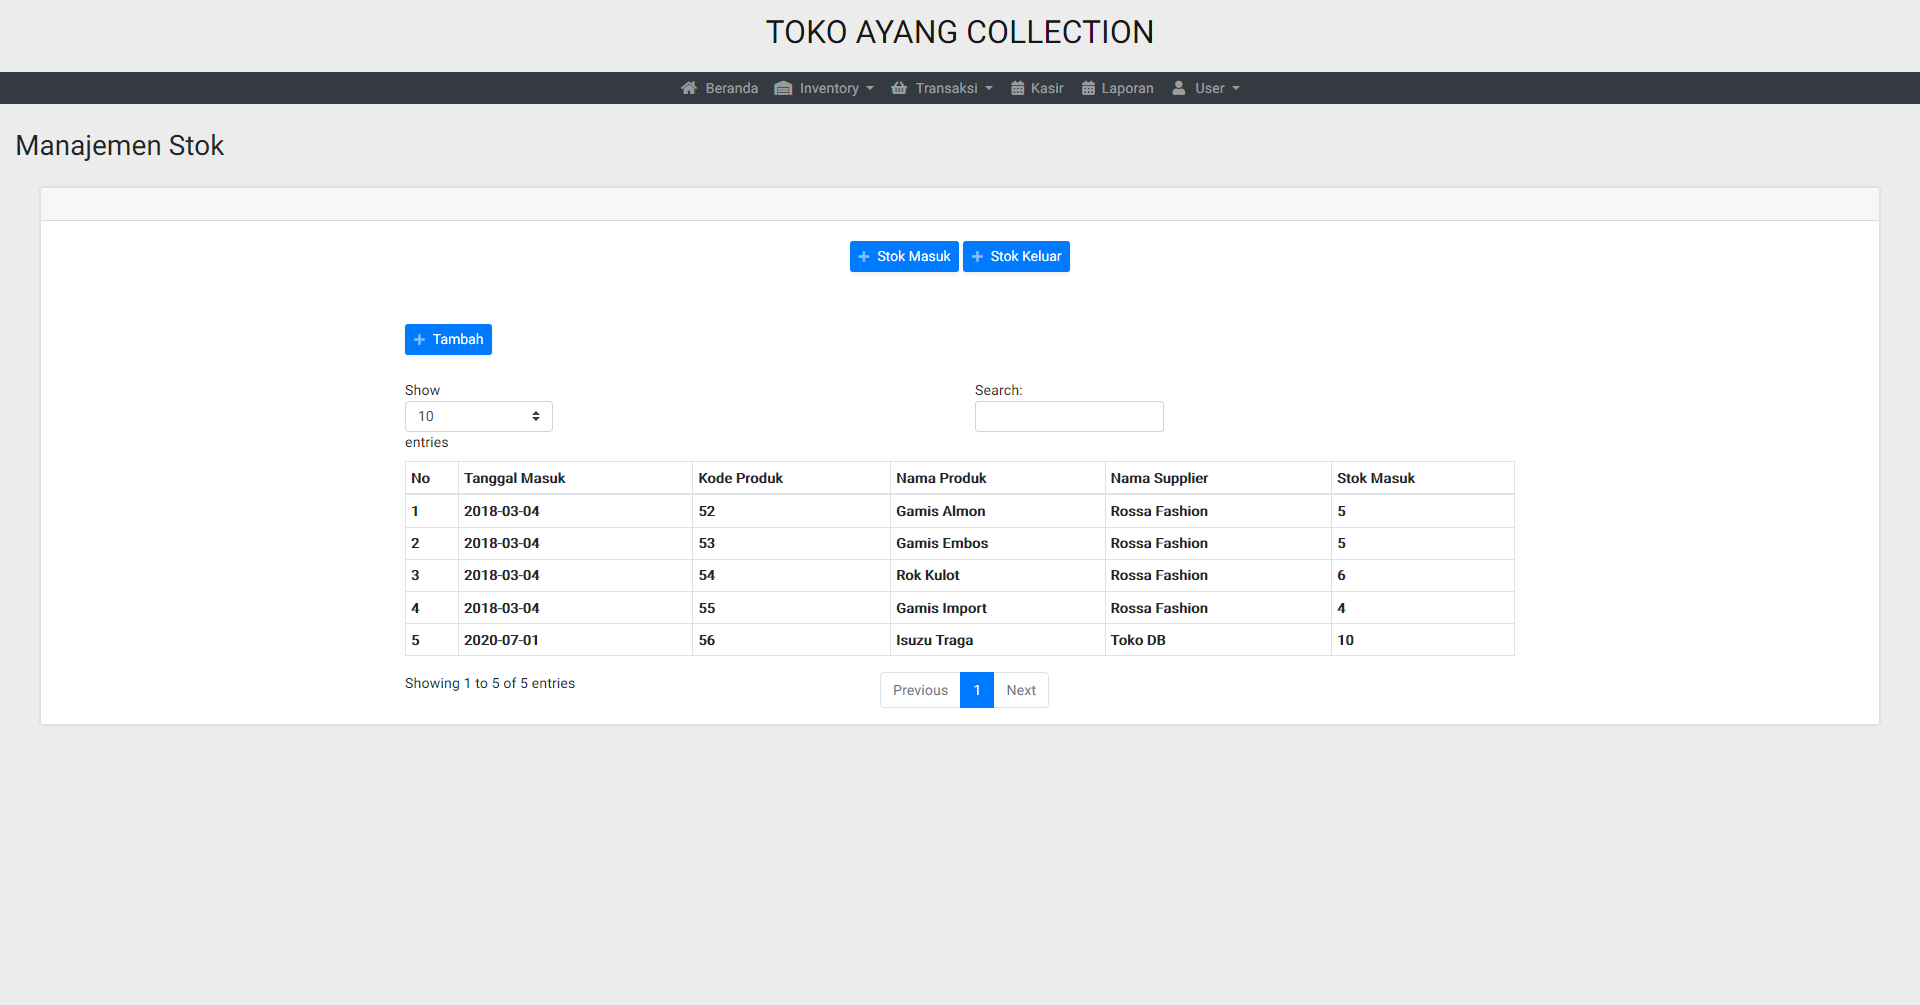 TOKO AYANG COLLECTION
Beranda Inventory Transaksi Kasir Laporan User
Manajemen Stok
Stok Masuk Stok Keluar
Tambah
Show
Search:
10
entries
No Tanggal Masuk Kode Produk Nama Produk Nama Supplier Stok Masuk
1 2018-03-04 52 Gamis Almon Rossa Fashion 5
2 2018-03-04 53 Gamis Embos Rossa Fashion 5
3 2018-03-04 54 Rok Kulot Rossa Fashion 6
4 2018-03-04 55 Gamis Import Rossa Fashion 4
5 2020-07-01 56 Isuzu Traga Toko DB 10
Showing 1 to 5 of 5 entries
Previous 1 Next